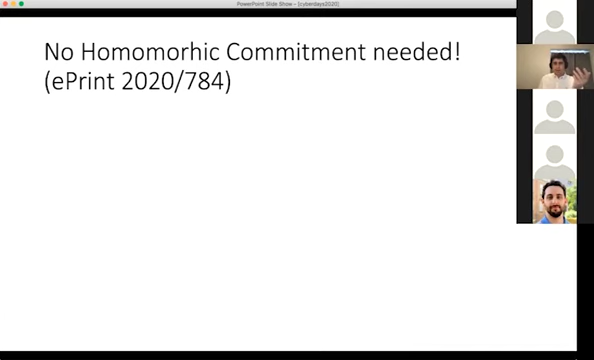 PowerPoint Slide Show - [cyberdays2020]
No Homomorhic Commitment needed!
(ePrint 2020/784)